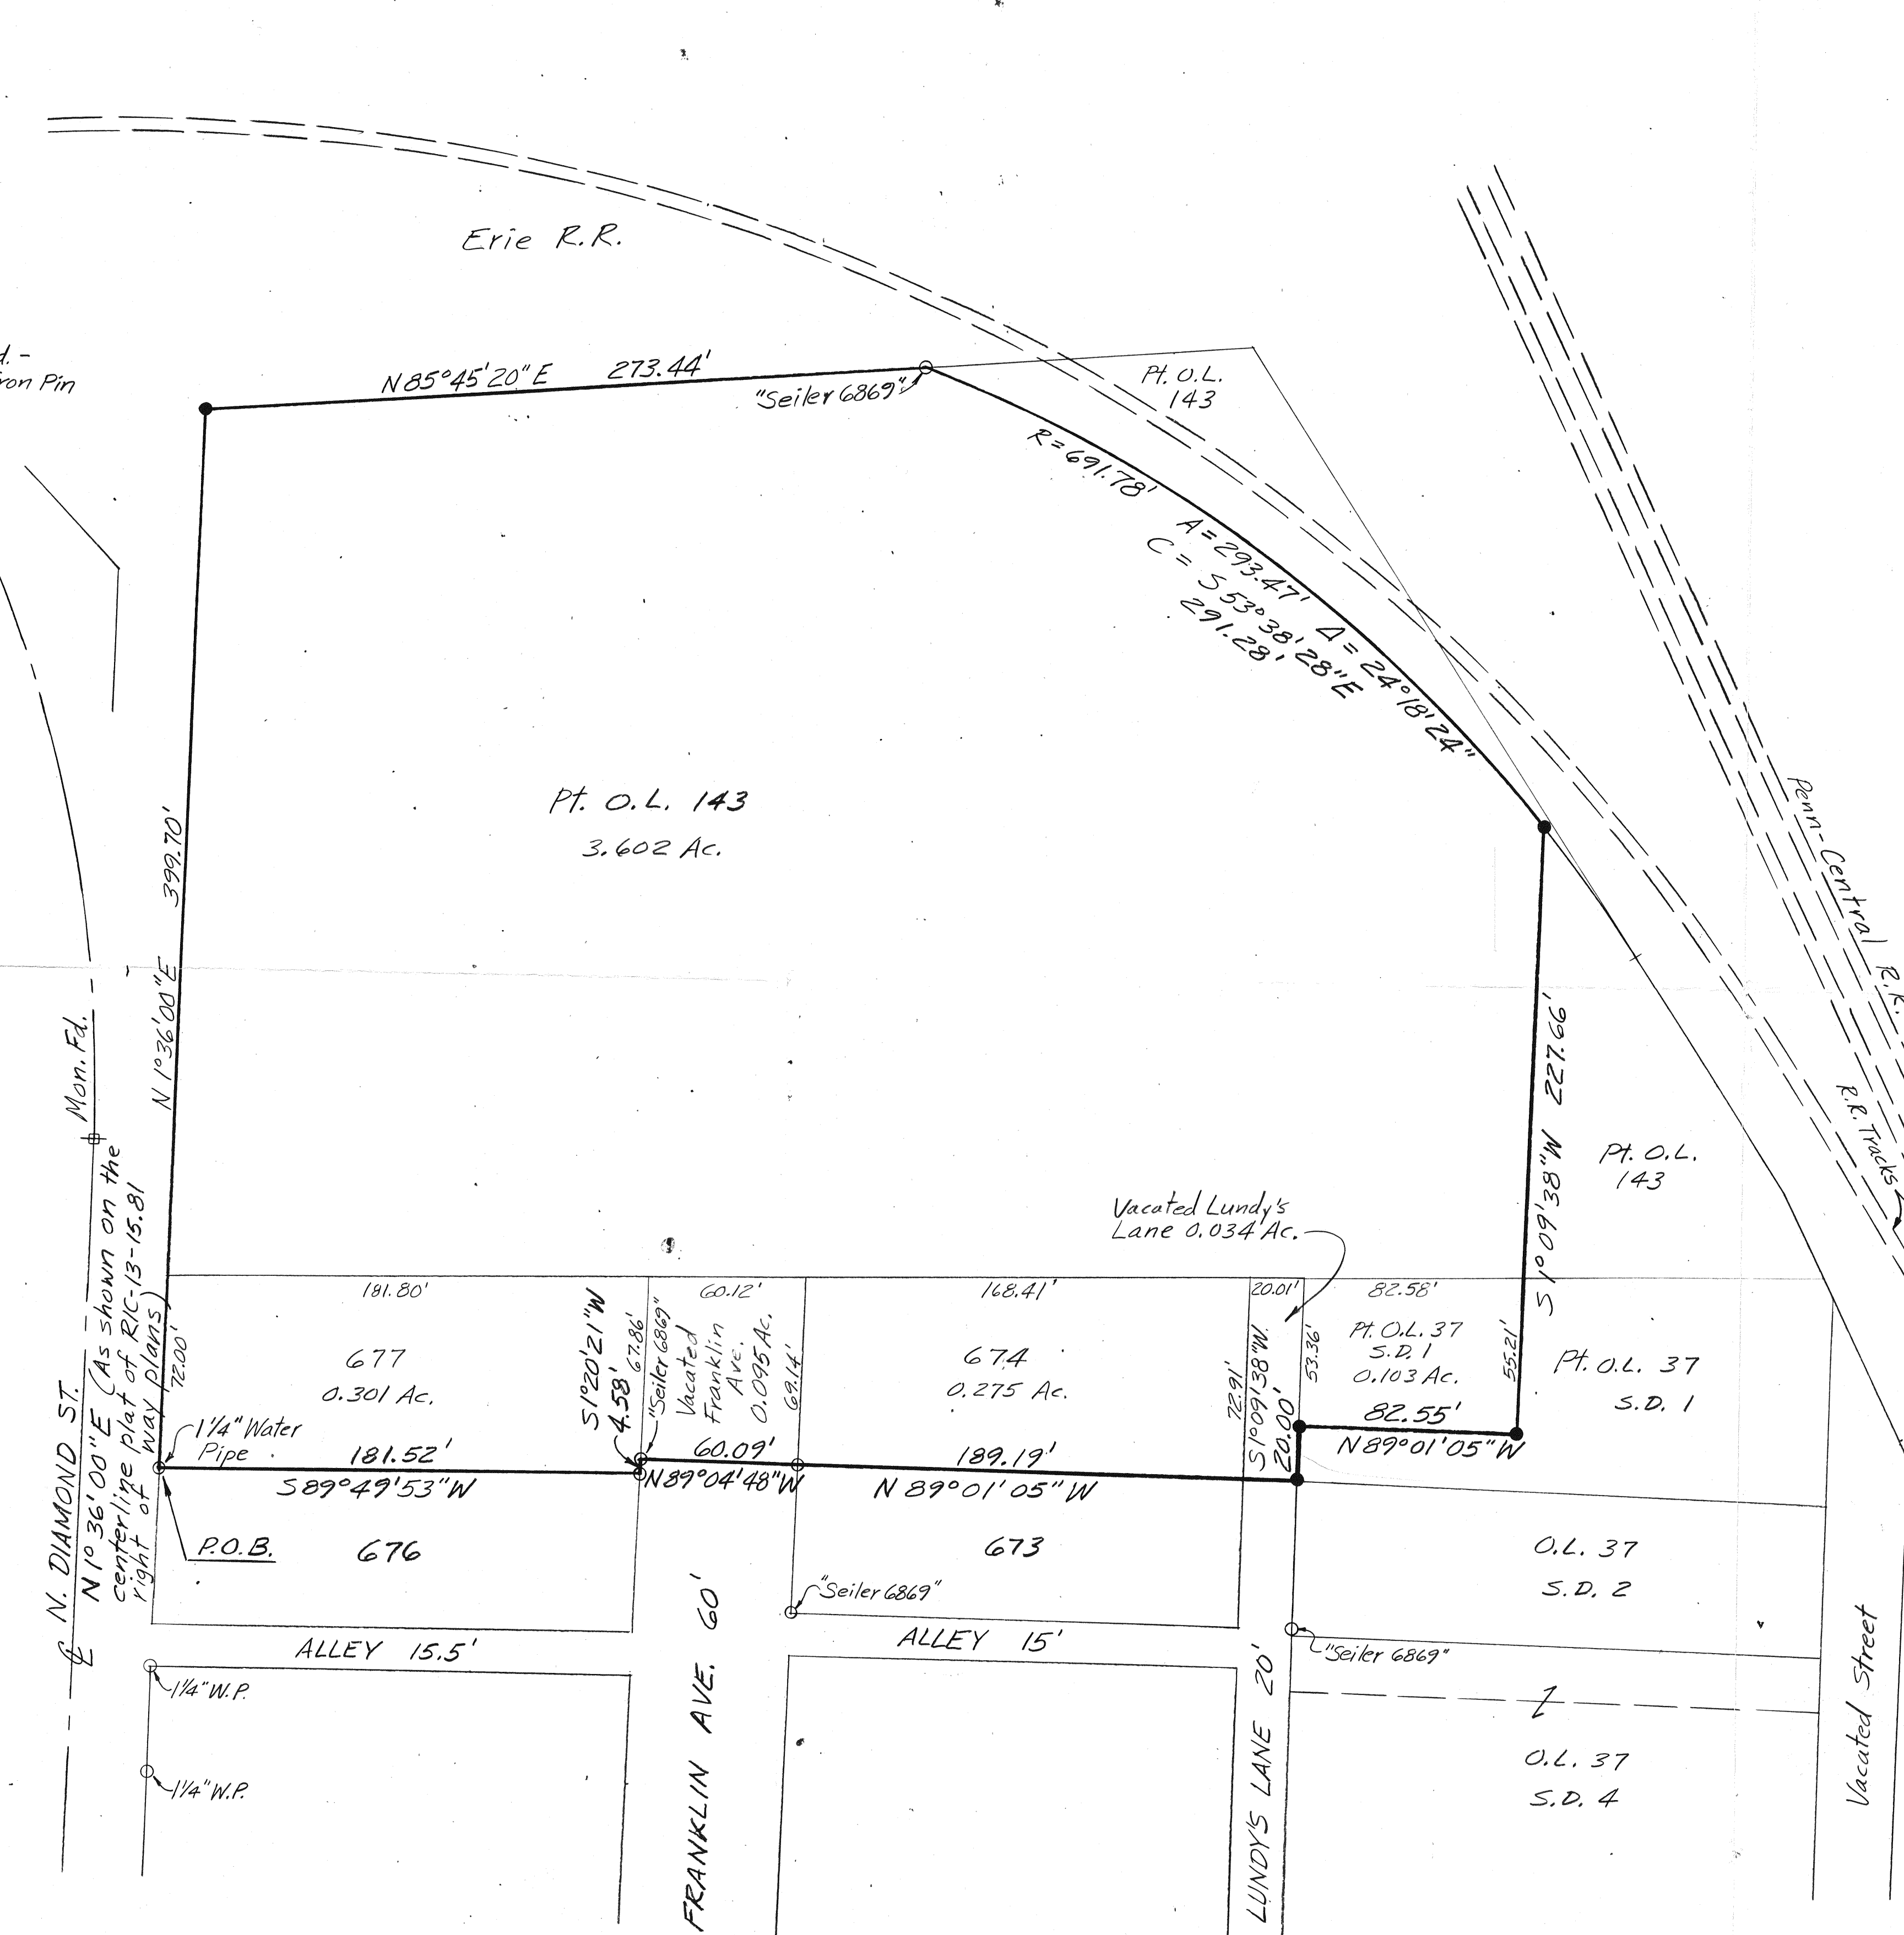 Erie R.R.
d.-
ron Pin
N85°45'20"E 273.44'
"Seiler 6869"
Pt. O.L.
143
R=691.78'
A=293.47' Δ=24°18'24"
C= S53°38'28"E
291.28'
Pt. O.L. 143
3.602 Ac.
Penn-Central R.R.
R.R. Tracks
N 1°36'00"E 399.70'
Mon. Fd.
S 1°09'38"W 227.66'
Pt. O.L.
143
Vacated Lundy's
Lane 0.034 Ac.
181.80'
60.12'
168.41'
20.01'
82.58'
72.00'
677
0.301 Ac.
S1°20'21"W
4.58'
67.86'
"Seiler 6869"
Vacated
Franklin
Ave.
0.095 Ac.
69.14'
674
0.275 Ac.
72.91'
S1°09'38"W
20.00'
53.36'
Pt. O.L. 37
S.D. 1
0.103 Ac.
55.21'
Pt. O.L. 37
S.D. 1
1¼" Water
Pipe
181.52'
S89°49'53"W
60.09'
N89°04'48"W
189.19'
N 89°01'05"W
82.55'
N89°01'05"W
P.O.B.
676
673
O.L. 37
S.D. 2
"Seiler 6869"
"Seiler 6869"
ALLEY 15.5'
ALLEY 15'
℄ N. DIAMOND ST.
N 1°36'00"E (As shown on the
centerline plat of RIC-13-15.81
right of way plans)
1¼" W.P.
1¼" W.P.
FRANKLIN AVE. 60'
LUNDY'S LANE 20'
O.L. 37
S.D. 4
Vacated Street